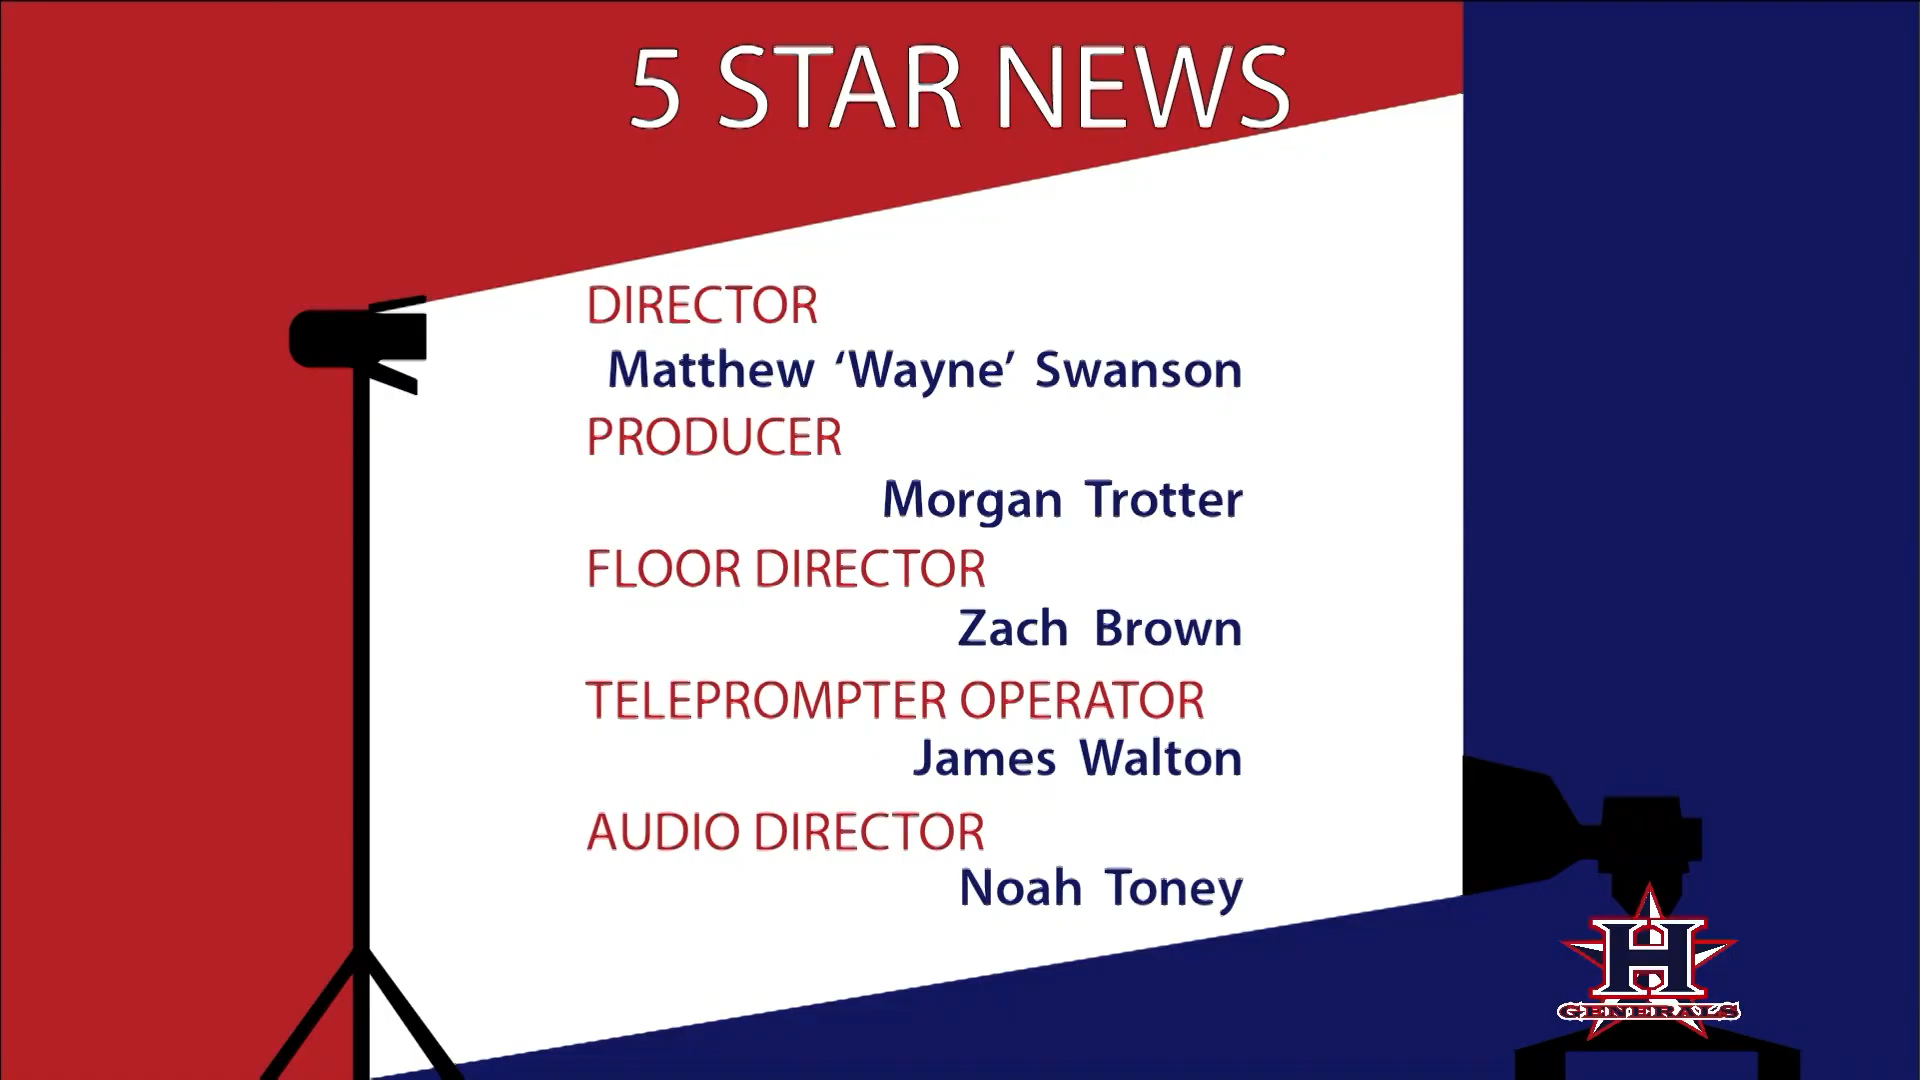 5 STAR NEWS
DIRECTOR
Matthew ‘Wayne’ Swanson
PRODUCER
Morgan Trotter
FLOOR DIRECTOR
Zach Brown
TELEPROMPTER OPERATOR
James Walton
AUDIO DIRECTOR
Noah Toney
H
GENERALS